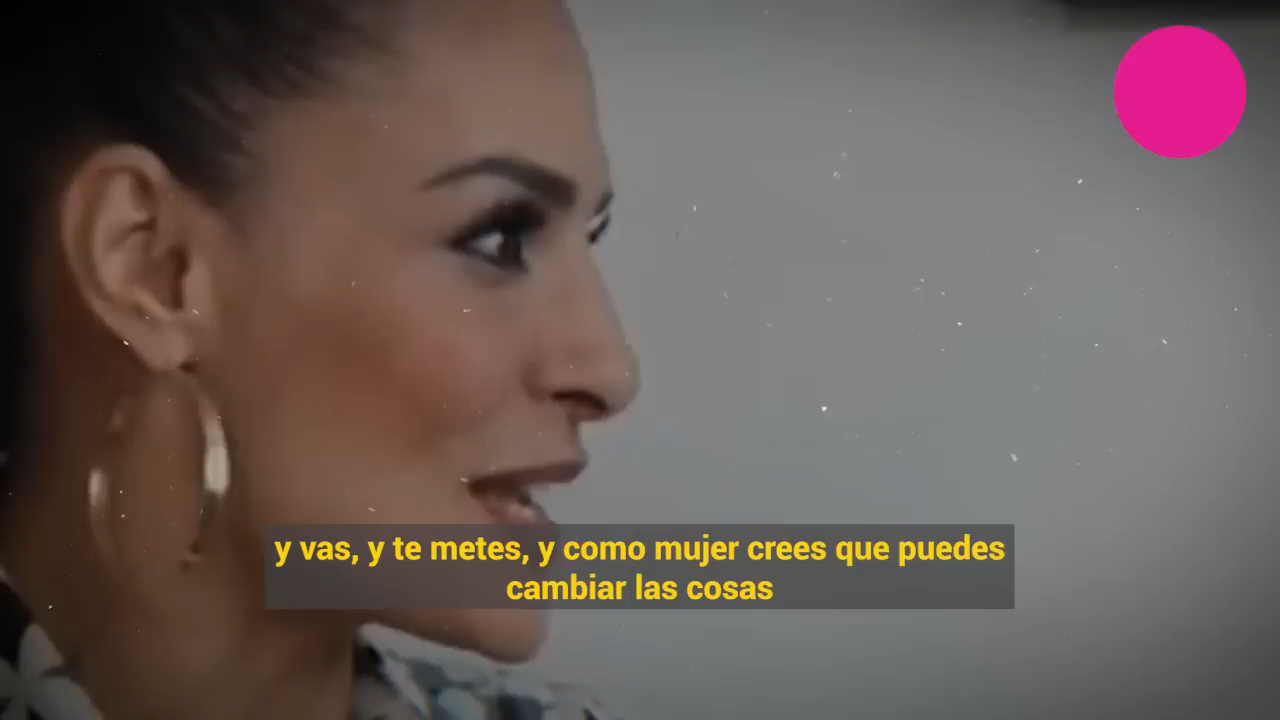 y vas, y te metes, y como mujer crees que puedes
cambiar las cosas